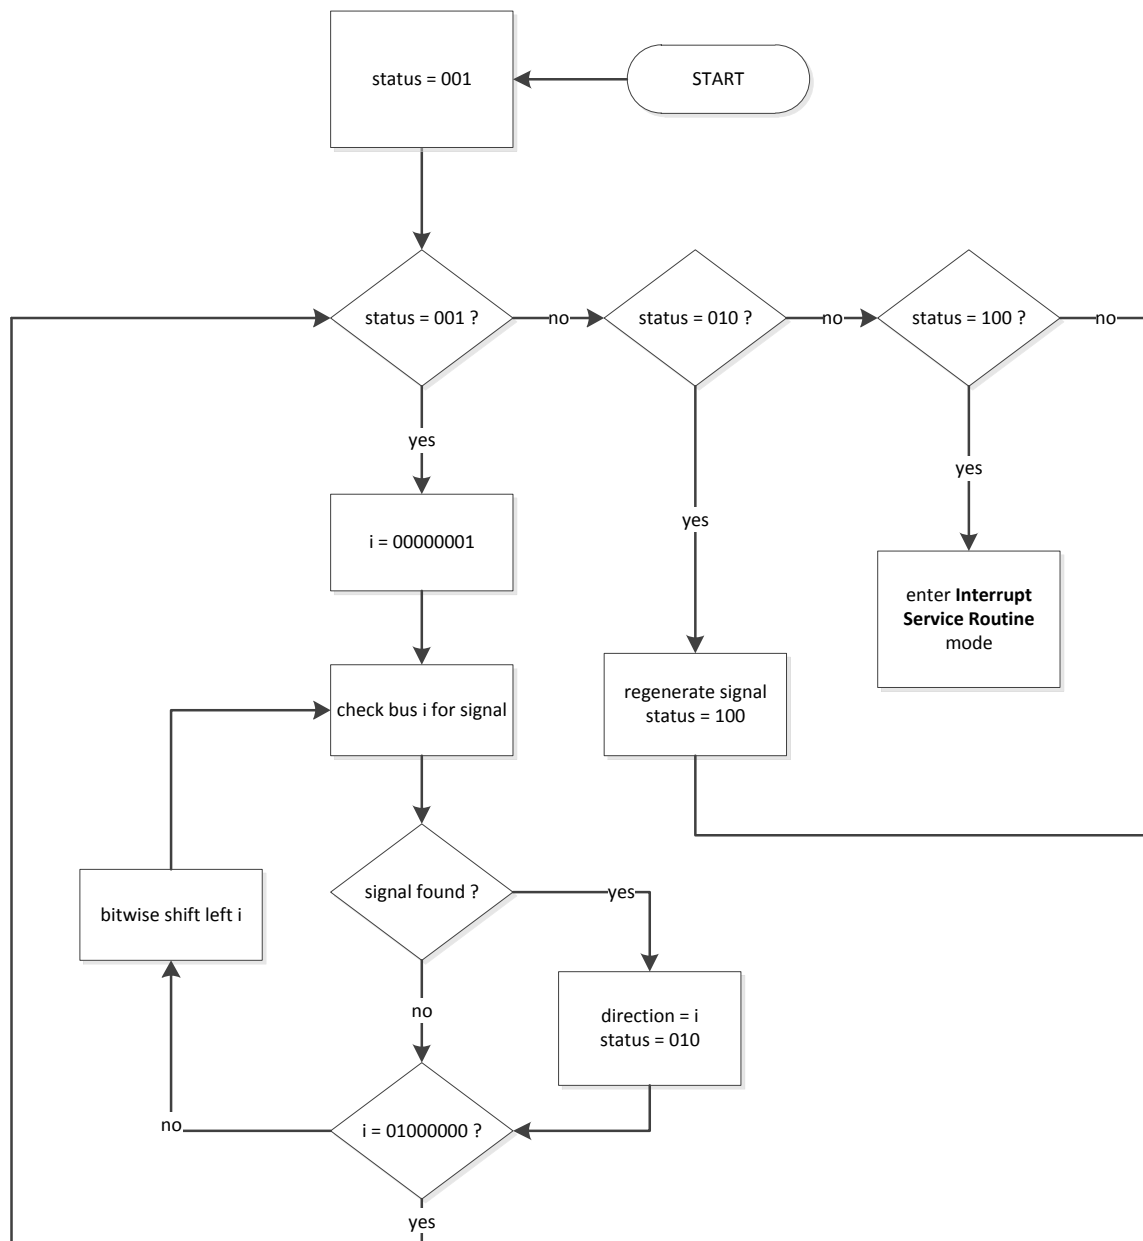 status = 001
START
status = 001 ?
no
status = 010 ?
no
status = 100 ?
no
yes
yes
yes
i = 00000001
enter Interrupt
Service Routine
mode
check bus i for signal
regenerate signal
status = 100
signal found ?
yes
bitwise shift left i
no
direction = i
status = 010
no
i = 01000000 ?
yes